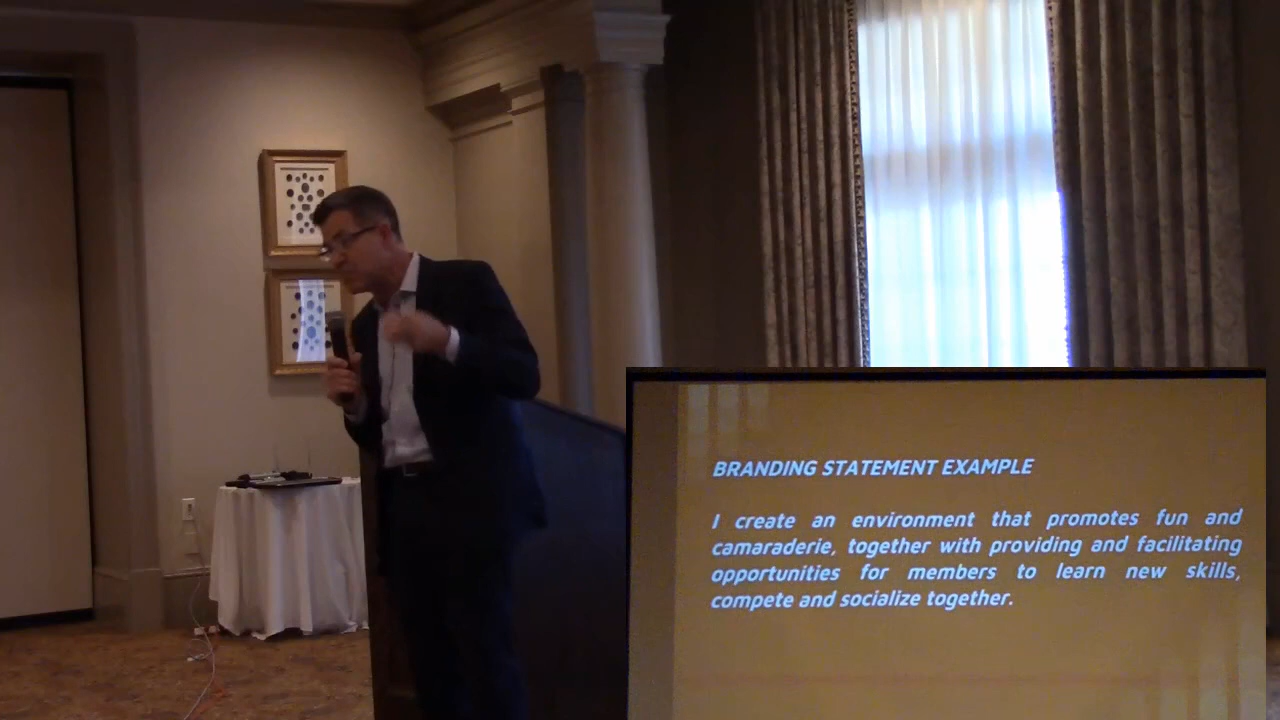 BRANDING STATEMENT EXAMPLE
I create an environment that promotes fun and
camaraderie, together with providing and facilitating
opportunities for members to learn new skills,
compete and socialize together.